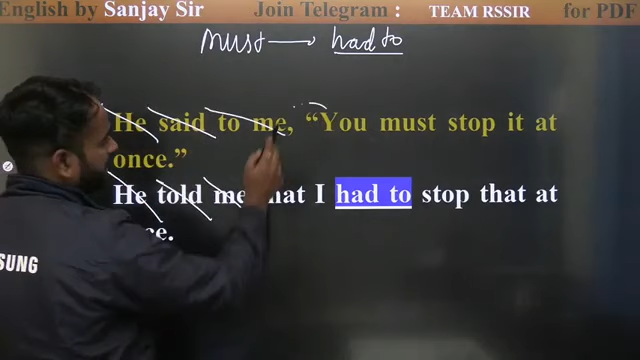 English by Sanjay Sir Join Telegram : TEAM RSSIR for PDF
Must → had to
He said to me, “You must stop it at
once.”
He told me that I had to stop that at
SUNG